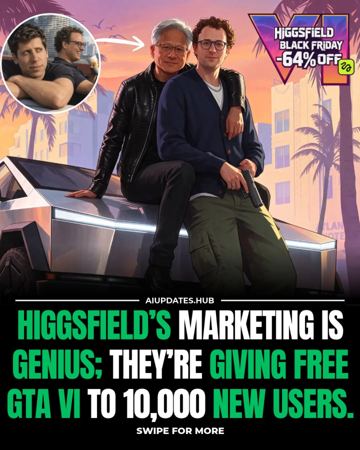 VI
HIGGSFIELD
BLACK FRIDAY
-64%OFF
AIUPDATES.HUB
HIGGSFIELD'S MARKETING IS
GENIUS; THEY'RE GIVING FREE
GTA VI TO 10,000 NEW USERS.
SWIPE FOR MORE